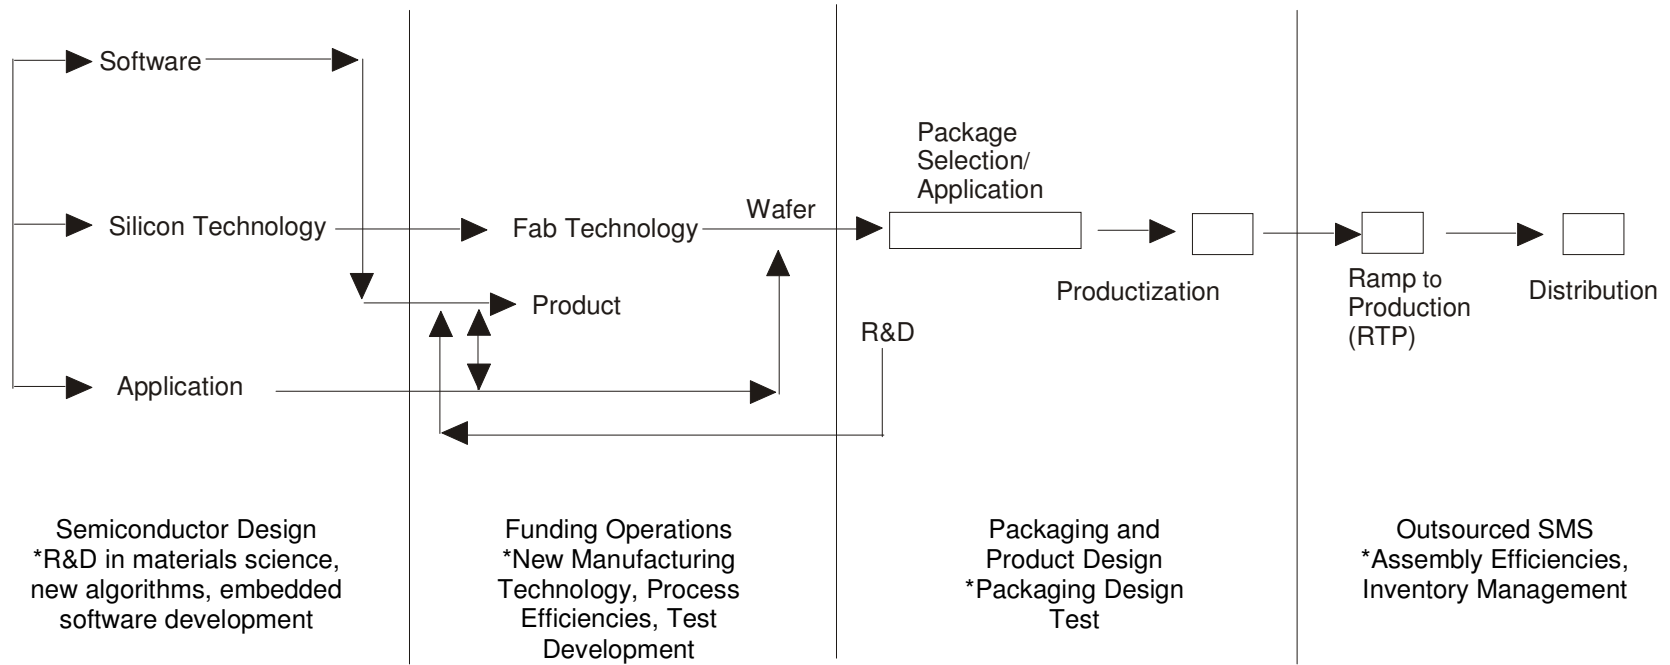 Software
Silicon Technology
Application
Fab Technology
Wafer
Product
Package
Selection/
Application
Productization
R&D
Ramp to
Production
(RTP)
Distribution
Semiconductor Design
*R&D in materials science,
new algorithms, embedded
software development
Funding Operations
*New Manufacturing
Technology, Process
Efficiencies, Test
Development
Packaging and
Product Design
*Packaging Design
Test
Outsourced SMS
*Assembly Efficiencies,
Inventory Management